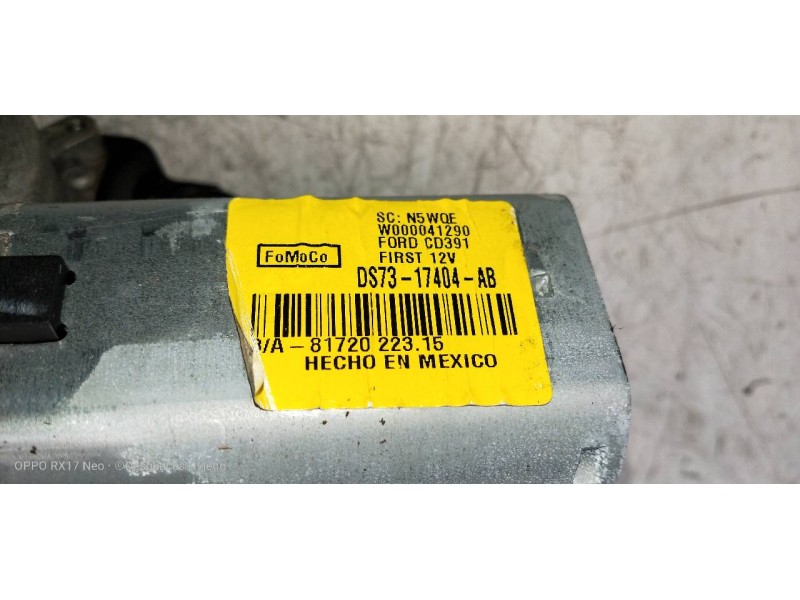 SC: N5WQE
W000041290
FORD CD391
FIRST 12V
FoMoCo
DS73-17404-AB
/A-81720 223.15
HECHO EN MEXICO
OPPO RX17 Neo